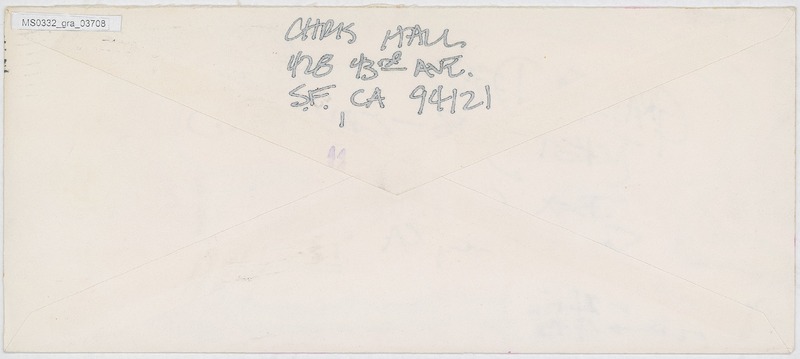 MS0332_gra_03708
CHRIS HALL
428 43RD AVE.
S.F. CA 94121